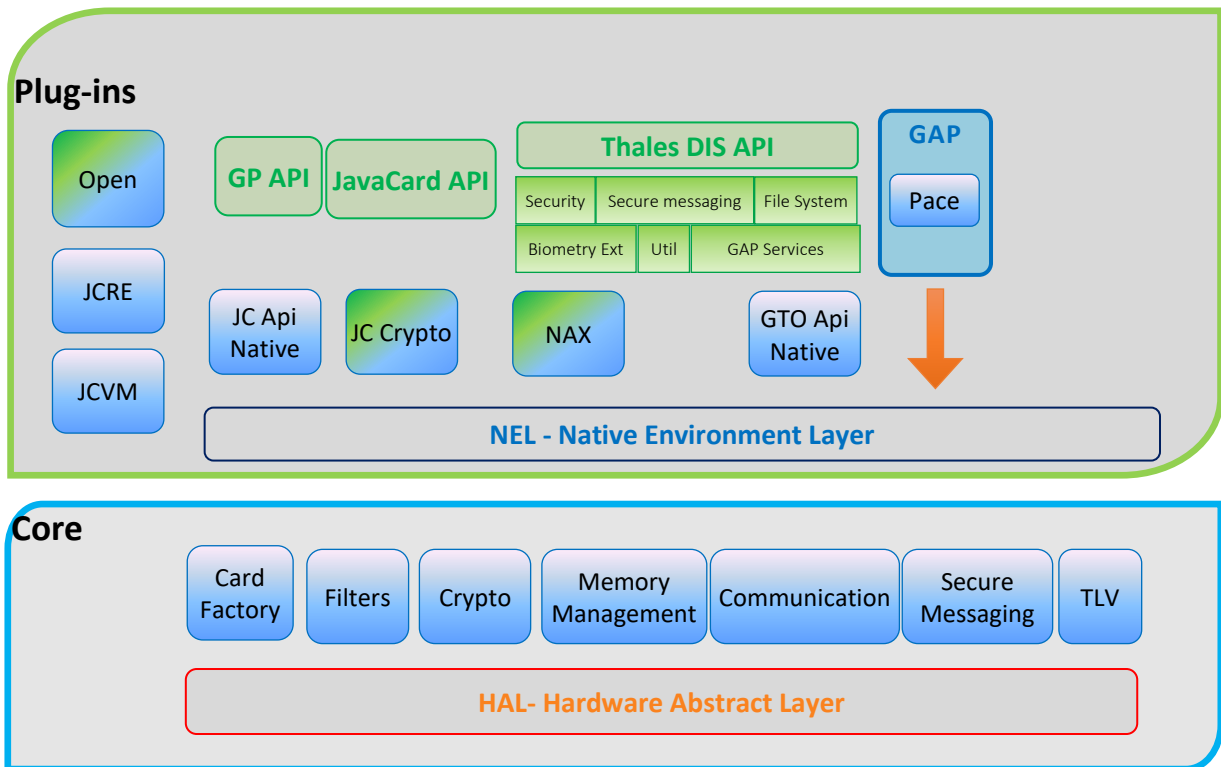 Plug-ins
Open
JCRE
JCVM
GP API
JavaCard API
Thales DIS API
Security
Secure messaging
File System
Biometry Ext
Util
GAP Services
GAP
Pace
JC Api
Native
JC Crypto
NAX
GTO Api
Native
NEL - Native Environment Layer
Core
Card
Factory
Filters
Crypto
Memory
Management
Communication
Secure
Messaging
TLV
HAL- Hardware Abstract Layer